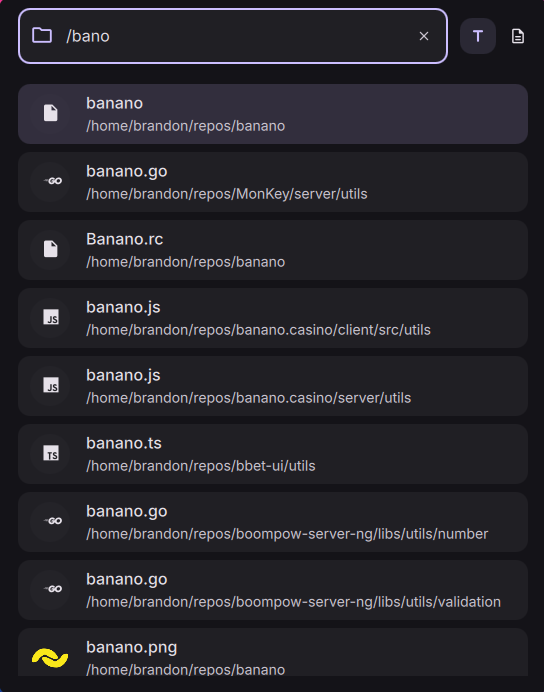 /bano
T
banano
/home/brandon/repos/banano
GO
banano.go
/home/brandon/repos/MonKey/server/utils
Banano.rc
/home/brandon/repos/banano
JS
banano.js
/home/brandon/repos/banano.casino/client/src/utils
JS
banano.js
/home/brandon/repos/banano.casino/server/utils
TS
banano.ts
/home/brandon/repos/bbet-ui/utils
GO
banano.go
/home/brandon/repos/boompow-server-ng/libs/utils/number
GO
banano.go
/home/brandon/repos/boompow-server-ng/libs/utils/validation
banano.png
/home/brandon/repos/banano